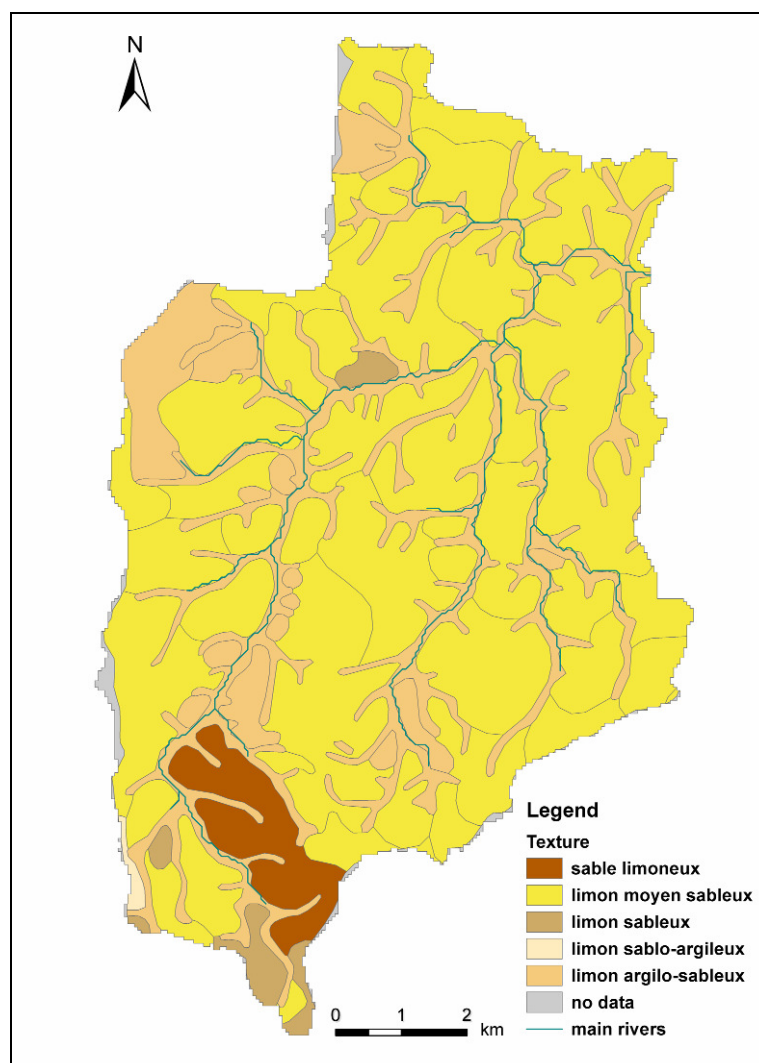 N
Legend
Texture
sable limoneux
limon moyen sableux
limon sableux
limon sablo-argileux
limon argilo-sableux
no data
main rivers
0 1 2
km